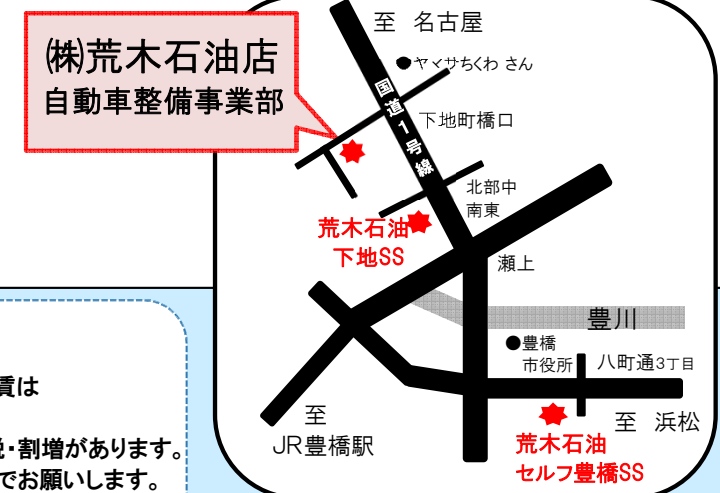 ㈱荒木石油店
自動車整備事業部
至 名古屋
ヤマサちくわ さん
国道1号線
下地町橋口
北部中
南東
荒木石油
下地SS
瀬上
豊川
豊橋
市役所
八町通3丁目
至
JR豊橋駅
至 浜松
荒木石油
セルフ豊橋SS
賃は
・割増があります。
でお願いします。